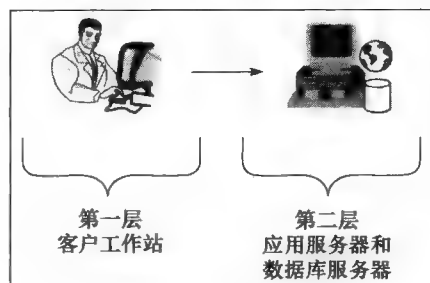 第一层
客户工作站
第二层
应用服务器和
数据库服务器